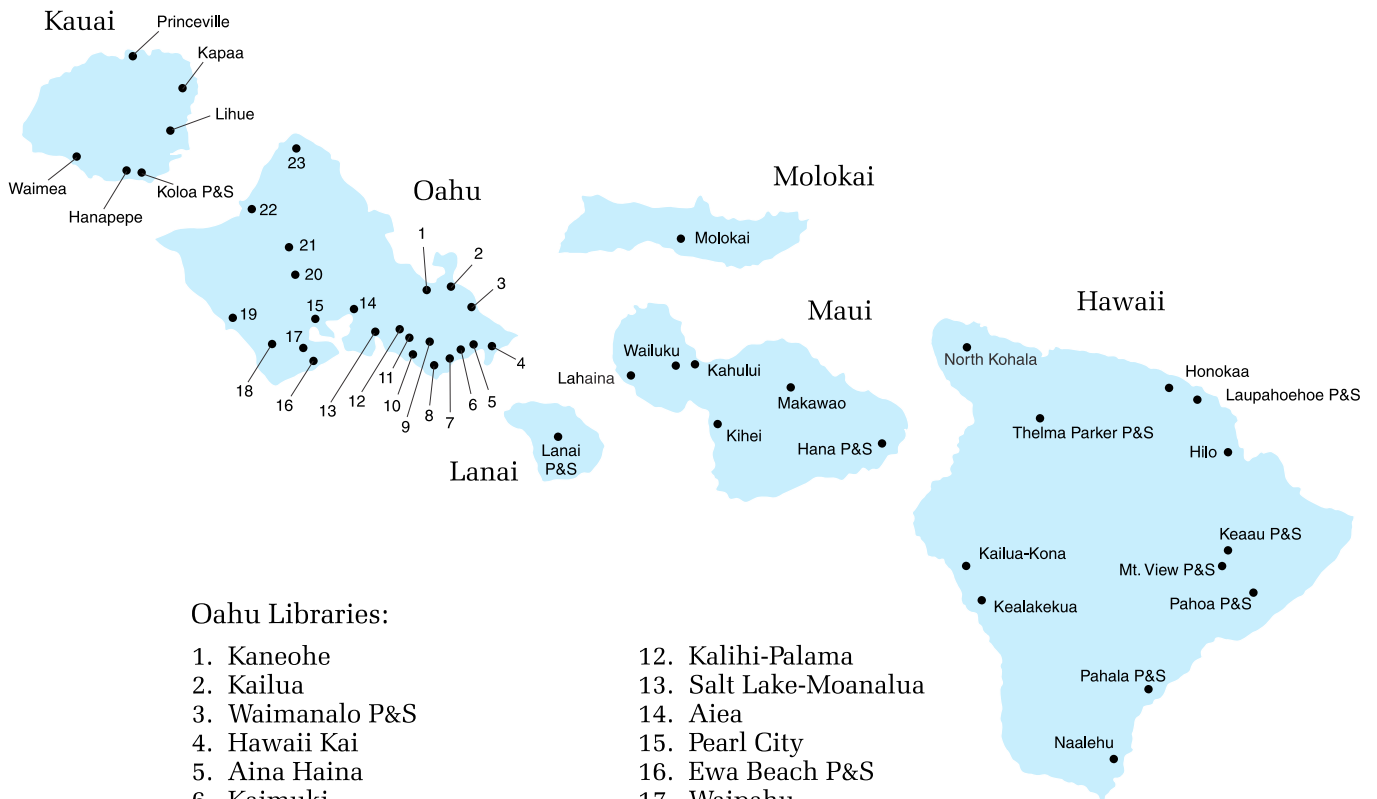 Kauai
Princeville
Kapaa
Lihue
Waimea
Hanapepe
Koloa P&S
Oahu
23
22
21
20
19
18
17
16
15
14
13
12
11
10
9
8
7
6
5
4
3
2
1
Molokai
Molokai
Maui
Wailuku
Kahului
Lahaina
Makawao
Kihei
Hana P&S
Lanai
Lanai
P&S
Hawaii
North Kohala
Honokaa
Laupahoehoe P&S
Thelma Parker P&S
Hilo
Keaau P&S
Mt. View P&S
Pahoa P&S
Kailua-Kona
Kealakekua
Pahala P&S
Naalehu
Oahu Libraries:
1. Kaneohe
2. Kailua
3. Waimanalo P&S
4. Hawaii Kai
5. Aina Haina
6. Kaimuki
12. Kalihi-Palama
13. Salt Lake-Moanalua
14. Aiea
15. Pearl City
16. Ewa Beach P&S
17. Waipahu